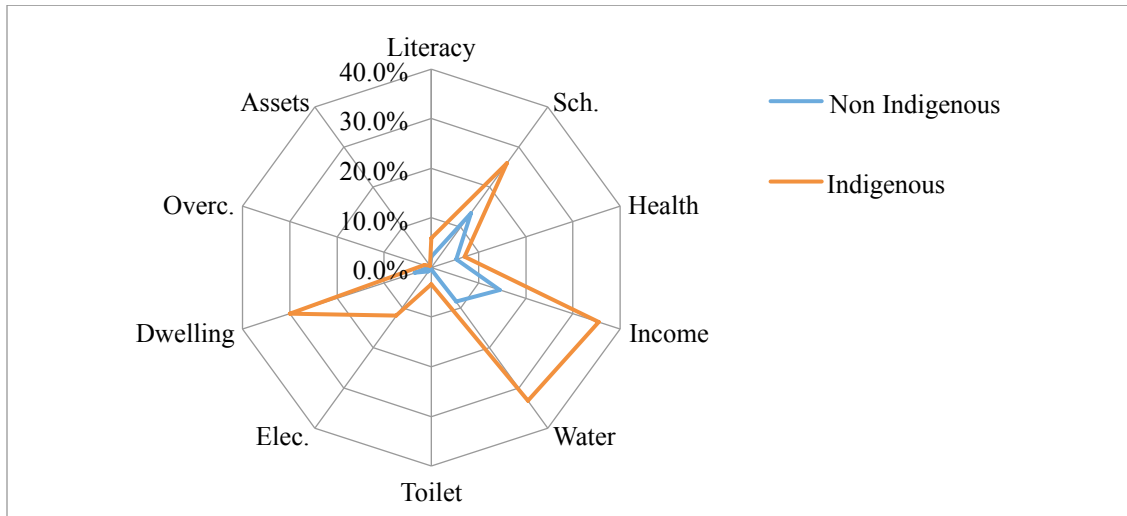 Literacy
40.0%
Assets
Sch.
Non Indigenous
30.0%
20.0%
Indigenous
Overc.
Health
10.0%
0.0%
Dwelling
Income
Elec.
Water
Toilet